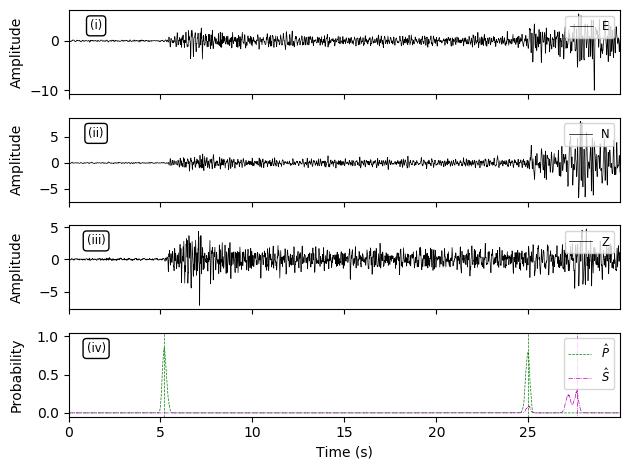 (i)
E
Amplitude
0
−10
(ii)
N
Amplitude
5
0
−5
(iii)
Z
Amplitude
5
0
−5
(iv)
P̂
Ŝ
Probability
1.0
0.5
0.0
0 5 10 15 20 25
Time (s)